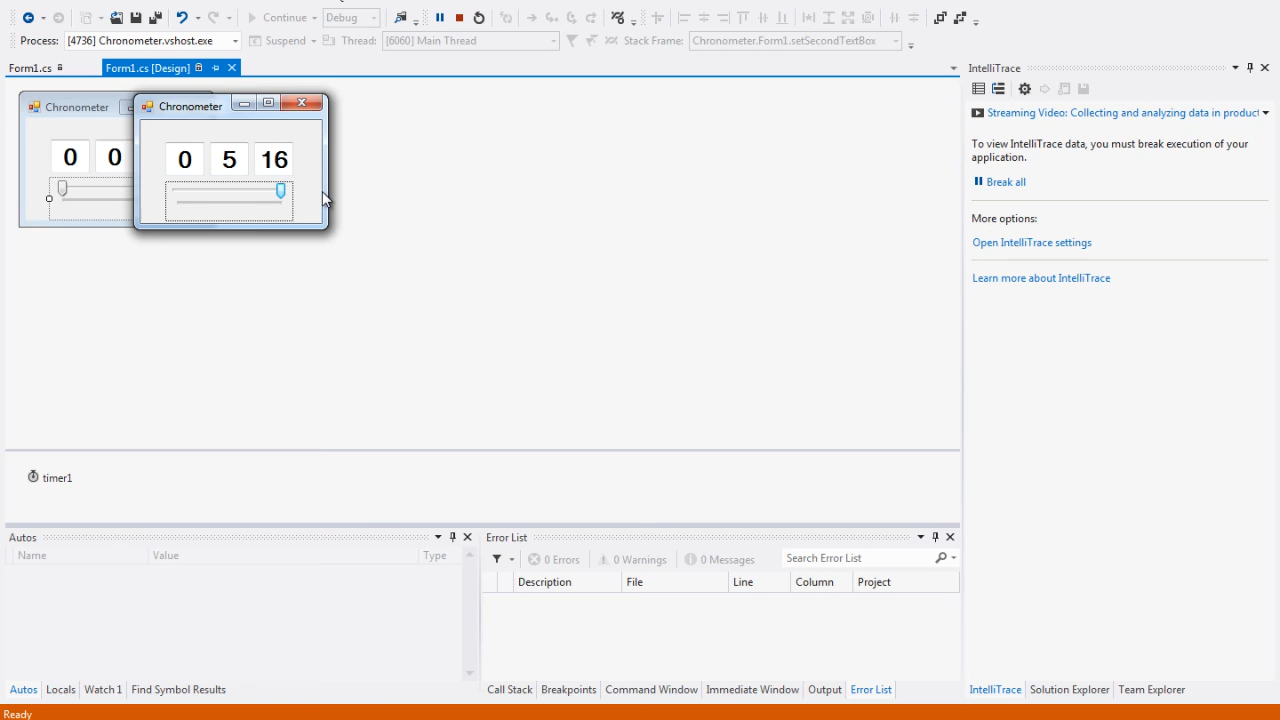 Continue Debug
Process: [4736] Chronometer.vshost.exe Suspend Thread: [6060] Main Thread Stack Frame: Chronometer.Form1.setSecondTextBox
Form1.cs Form1.cs [Design]
Chronometer
0 0
Chronometer
0 5 16
timer1
Autos
Name Value Type
Autos Locals Watch 1 Find Symbol Results
Error List
0 Errors 0 Warnings 0 Messages Search Error List
Description File Line Column Project
Call Stack Breakpoints Command Window Immediate Window Output Error List
IntelliTrace
Streaming Video: Collecting and analyzing data in product
To view IntelliTrace data, you must break execution of your
application.
Break all
More options:
Open IntelliTrace settings
Learn more about IntelliTrace
IntelliTrace Solution Explorer Team Explorer
Ready